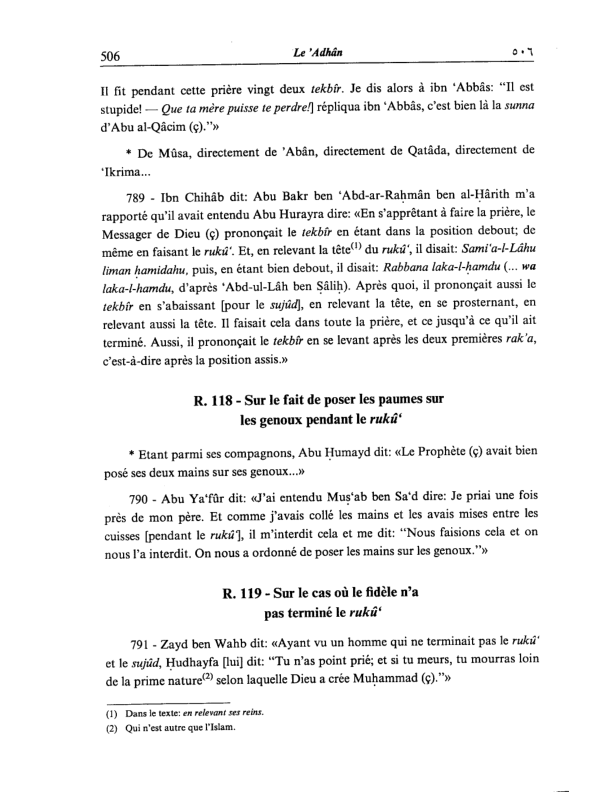 506
Le 'Adhân
٥٠٦
Il fit pendant cette prière vingt deux tekbîr. Je dis alors à ibn ‘Abbâs: “Il est
stupide! — Que ta mère puisse te perdre!] répliqua ibn ‘Abbâs, c'est bien là la sunna
d'Abu al-Qâcim (ç).”»
* De Mûsa, directement de 'Abân, directement de Qatâda, directement de
‘Ikrima...
789 - Ibn Chihâb dit: Abu Bakr ben ‘Abd-ar-Raḥmân ben al-Ḥârith m'a
rapporté qu'il avait entendu Abu Hurayra dire: «En s'apprêtant à faire la prière, le
Messager de Dieu (ç) prononçait le tekbîr en étant dans la position debout; de
même en faisant le rukû‘. Et, en relevant la tête(1) du rukû‘, il disait: Sami'a-l-Lâhu
liman ḥamidahu, puis, en étant bien debout, il disait: Rabbana laka-l-ḥamdu (... wa
laka-l-hamdu, d'après ‘Abd-ul-Lâh ben Ṣâliḥ). Après quoi, il prononçait aussi le
tekbîr en s'abaissant [pour le sujûd], en relevant la tête, en se prosternant, en
relevant aussi la tête. Il faisait cela dans toute la prière, et ce jusqu'à ce qu'il ait
terminé. Aussi, il prononçait le tekbîr en se levant après les deux premières rak'a,
c'est-à-dire après la position assis.»
R. 118 - Sur le fait de poser les paumes sur
les genoux pendant le rukû‘
* Etant parmi ses compagnons, Abu Ḥumayd dit: «Le Prophète (ç) avait bien
posé ses deux mains sur ses genoux...»
790 - Abu Ya‘fûr dit: «J'ai entendu Muṣ‘ab ben Sa‘d dire: Je priai une fois
près de mon père. Et comme j'avais collé les mains et les avais mises entre les
cuisses [pendant le rukû‘], il m'interdit cela et me dit: “Nous faisions cela et on
nous l'a interdit. On nous a ordonné de poser les mains sur les genoux.”»
R. 119 - Sur le cas où le fidèle n'a
pas terminé le rukû‘
791 - Zayd ben Wahb dit: «Ayant vu un homme qui ne terminait pas le rukû‘
et le sujûd, Ḥudhayfa [lui] dit: “Tu n'as point prié; et si tu meurs, tu mourras loin
de la prime nature(2) selon laquelle Dieu a crée Muḥammad (ç).”»
(1) Dans le texte: en relevant ses reins.
(2) Qui n'est autre que l'Islam.